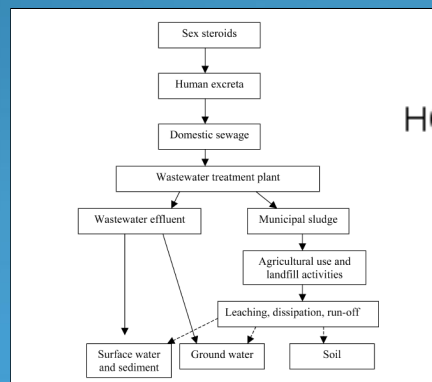 Sex steroids
Human excreta
Domestic sewage
Wastewater treatment plant
Wastewater effluent
Municipal sludge
Agricultural use and
landfill activities
Leaching, dissipation, run-off
Surface water
and sediment
Ground water
Soil
H